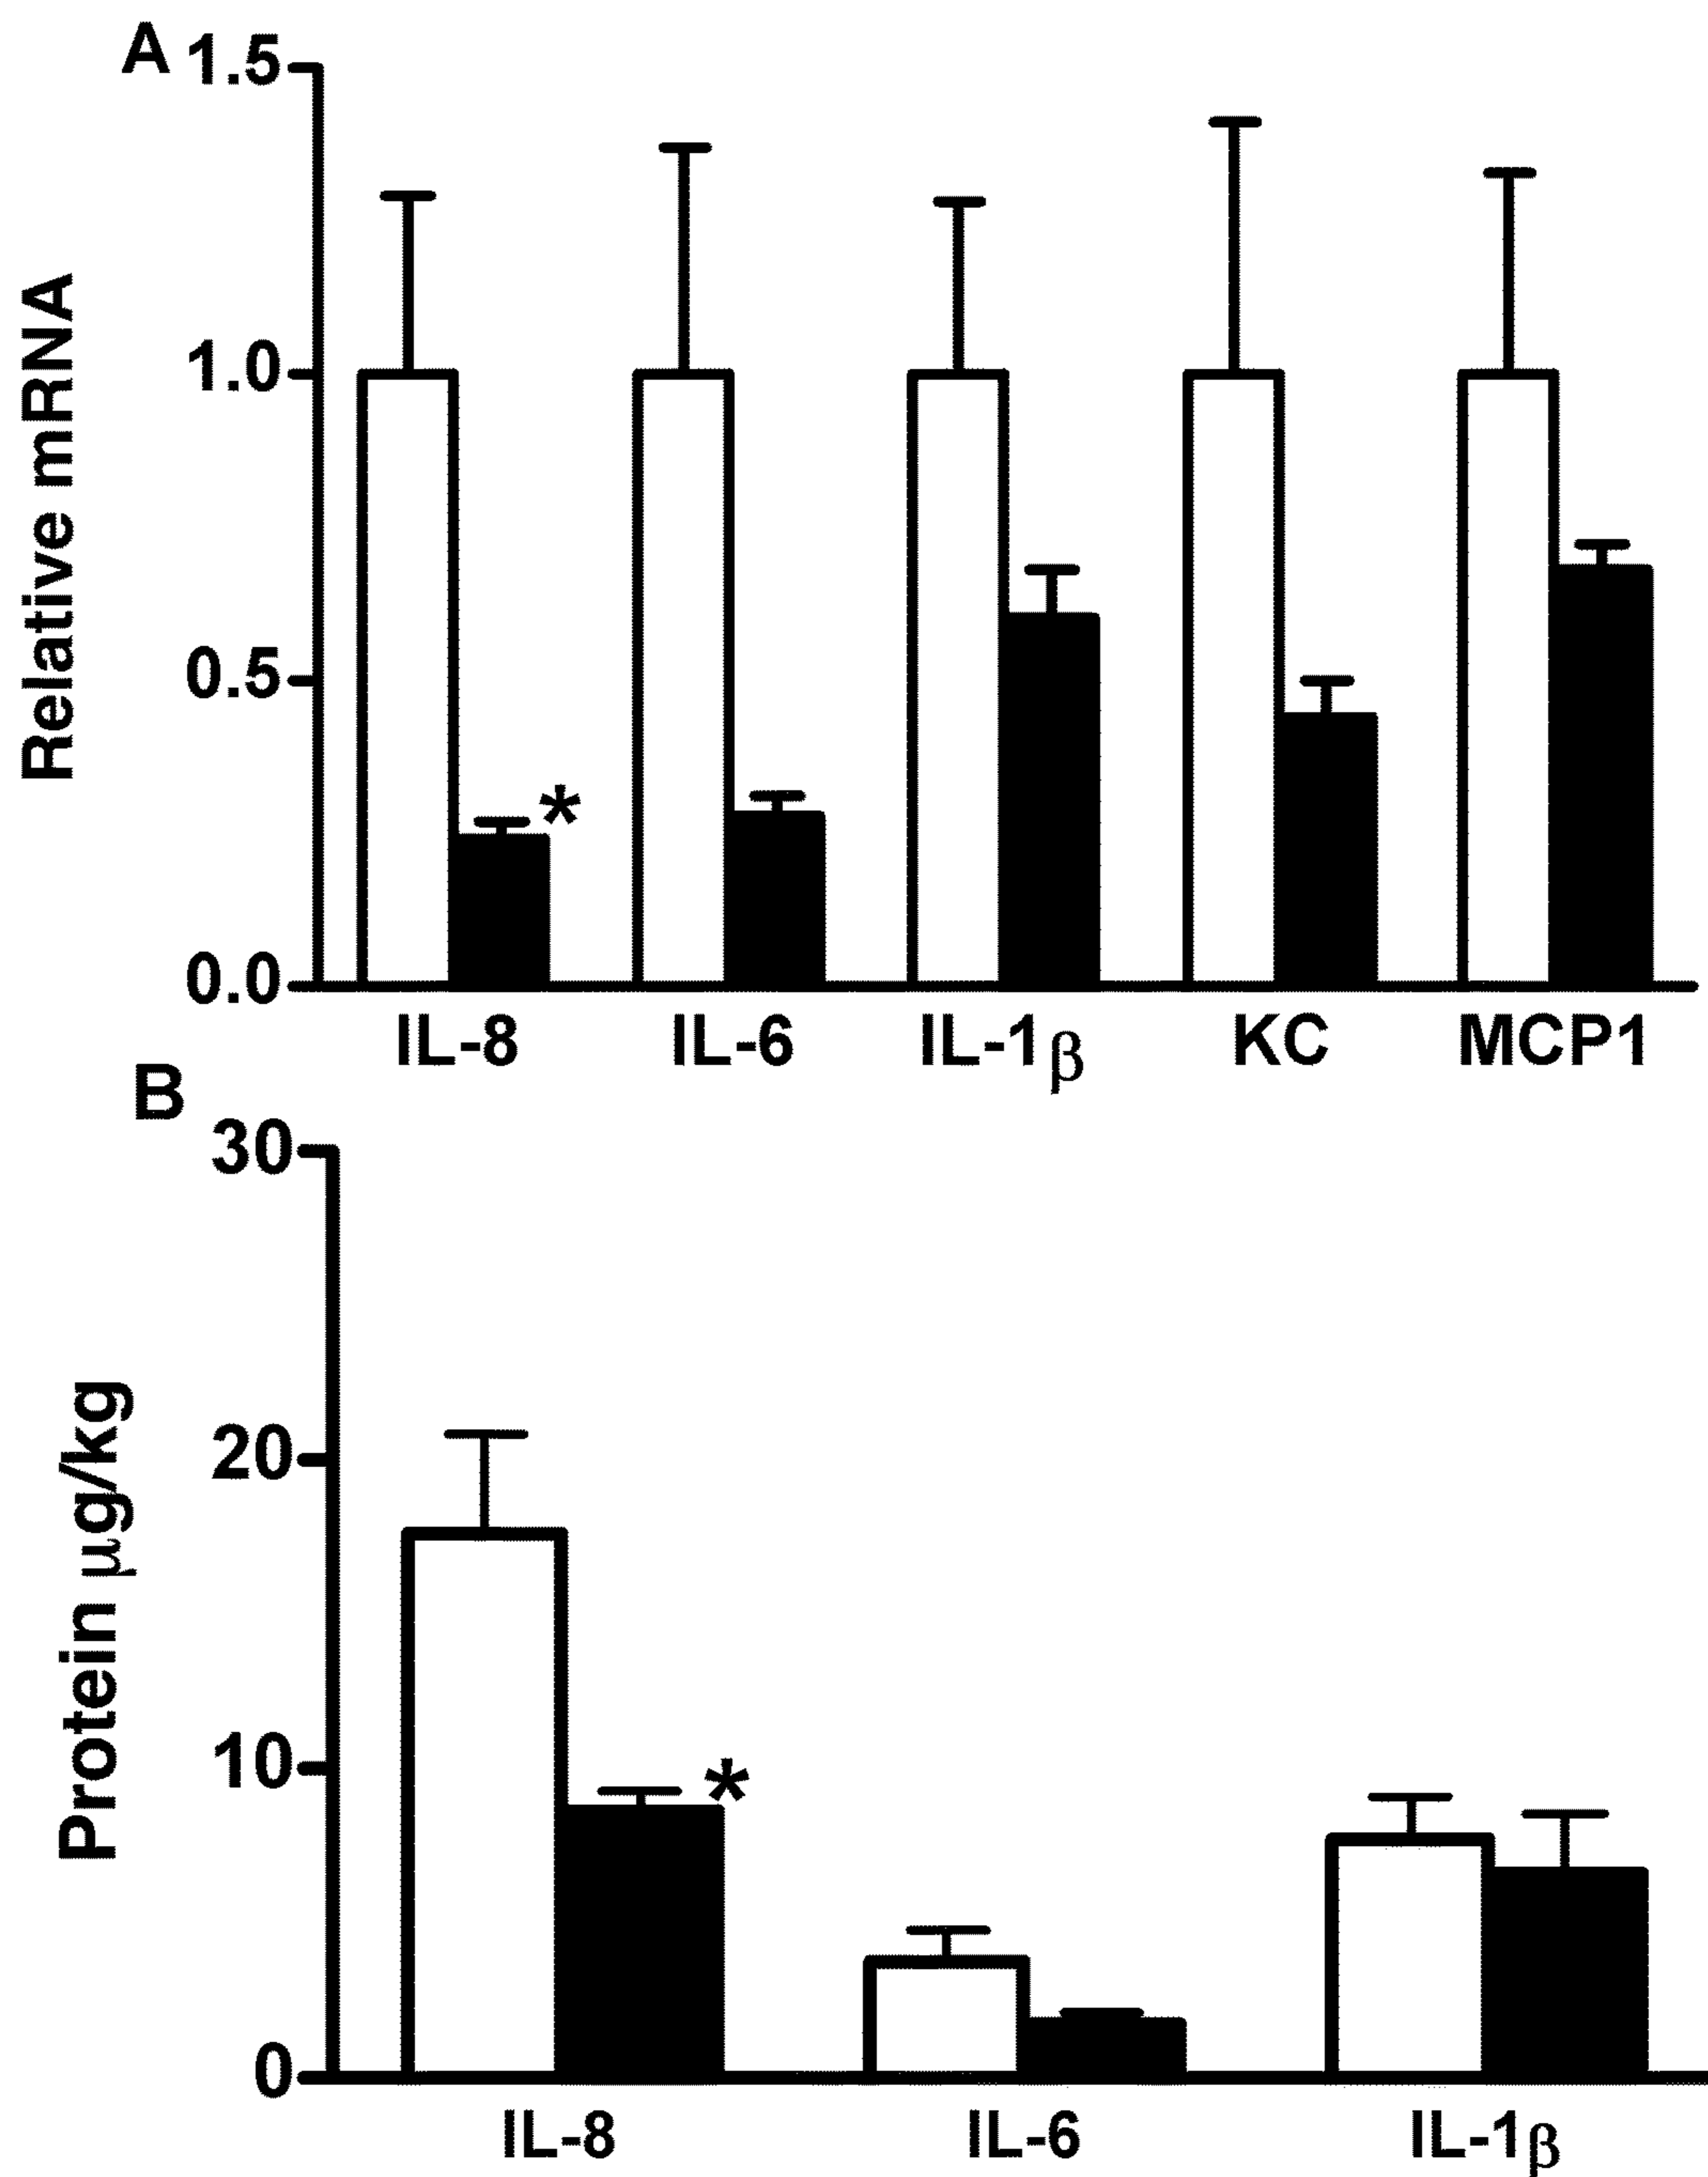 A
1.5
1.0
0.5
0.0
Relative mRNA
*
IL-8 IL-6 IL-1β KC MCP1
B
30
20
10
0
Protein μg/kg
*
IL-8 IL-6 IL-1β